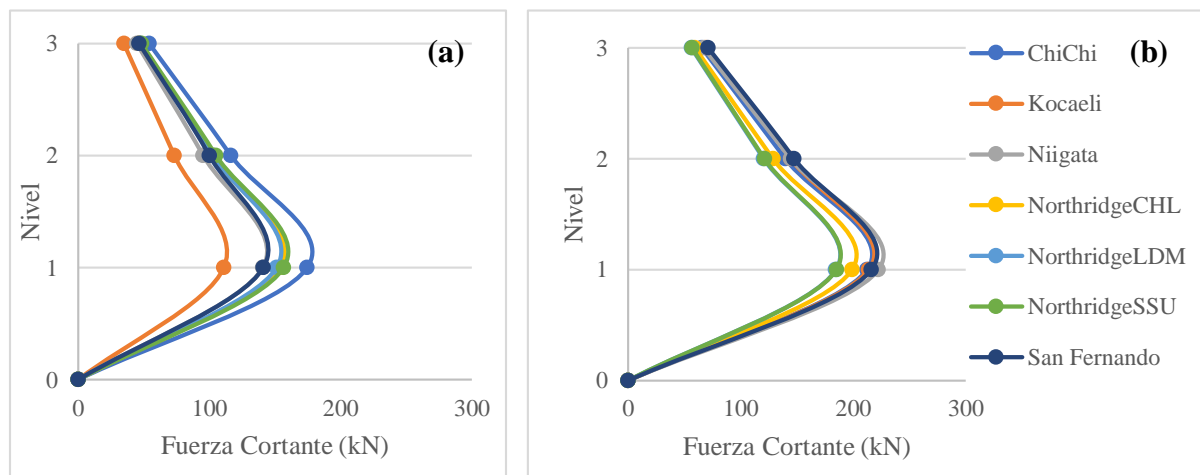 (a)
3
2
1
0
Nivel
0 100 200 300
Fuerza Cortante (kN)
(b)
3
2
1
0
Nivel
0 100 200 300
Fuerza Cortante (kN)
ChiChi
Kocaeli
Niigata
NorthridgeCHL
NorthridgeLDM
NorthridgeSSU
San Fernando